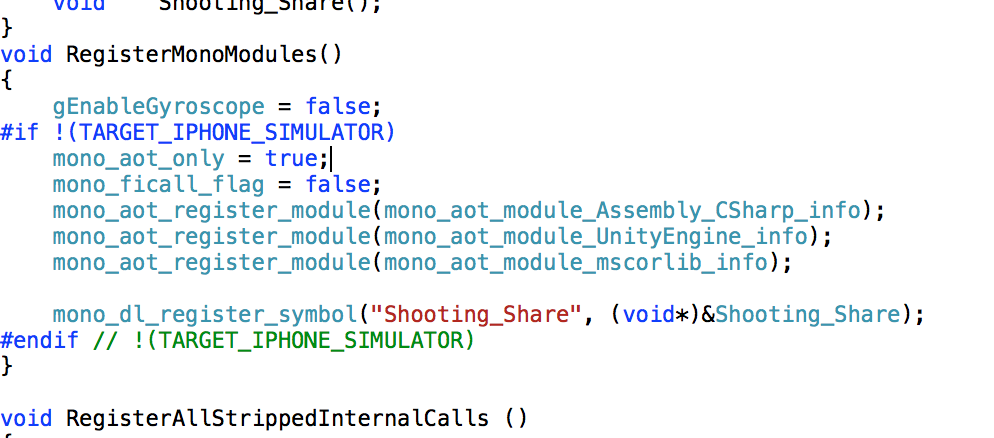 void    Shooting_Share();
}
void RegisterMonoModules()
{
    gEnableGyroscope = false;
#if !(TARGET_IPHONE_SIMULATOR)
    mono_aot_only = true;
    mono_ficall_flag = false;
    mono_aot_register_module(mono_aot_module_Assembly_CSharp_info);
    mono_aot_register_module(mono_aot_module_UnityEngine_info);
    mono_aot_register_module(mono_aot_module_mscorlib_info);

    mono_dl_register_symbol("Shooting_Share", (void*)&Shooting_Share);
#endif // !(TARGET_IPHONE_SIMULATOR)
}

void RegisterAllStrippedInternalCalls ()
{